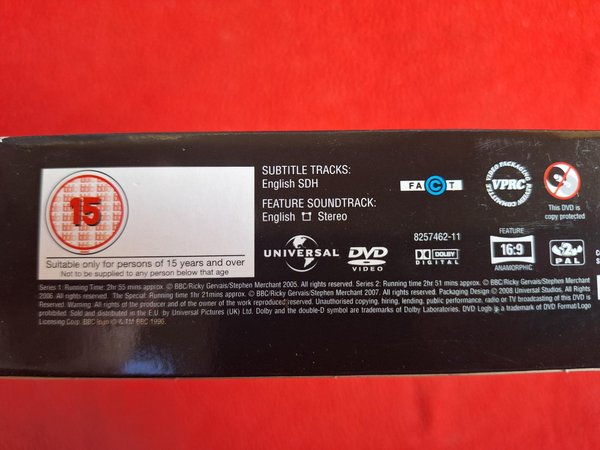 15
Suitable only for persons of 15 years and over
Not to be supplied to any person below that age
SUBTITLE TRACKS:
English SDH
FEATURE SOUNDTRACK:
English Stereo
UNIVERSAL
DVD
VIDEO
FACT
8257462-11
DOLBY
DIGITAL
VIDEO PACKAGING REVIEW COMMITTEE
VPRC
This DVD is
copy protected
FEATURE
16:9
ANAMORPHIC
2
PAL
Series 1: Running Time: 2hr 55 mins approx. © BBC/Ricky Gervais/Stephen Merchant 2005. All rights reserved. Series 2: Running time 2hr 51 mins approx. © BBC/Ricky Gervais/Stephen Merchant
2006. All rights reserved. The Special: Running time 1hr 21mins approx. © BBC/Ricky Gervais/Stephen Merchant 2007. All rights reserved. Packaging Design © 2008 Universal Studios. All Rights
Reserved. Warning: All rights of the producer and of the owner of the work reproduced reserved. Unauthorised copying, hiring, lending, public performance, radio or TV broadcasting of this DVD is
prohibited. Sold and distributed in the E.U. by Universal Pictures (UK) Ltd. Dolby and the double-D symbol are trademarks of Dolby Laboratories. DVD Logo is a trademark of DVD Format/Logo
Licensing Corp. BBC logo © & TM BBC 1996.